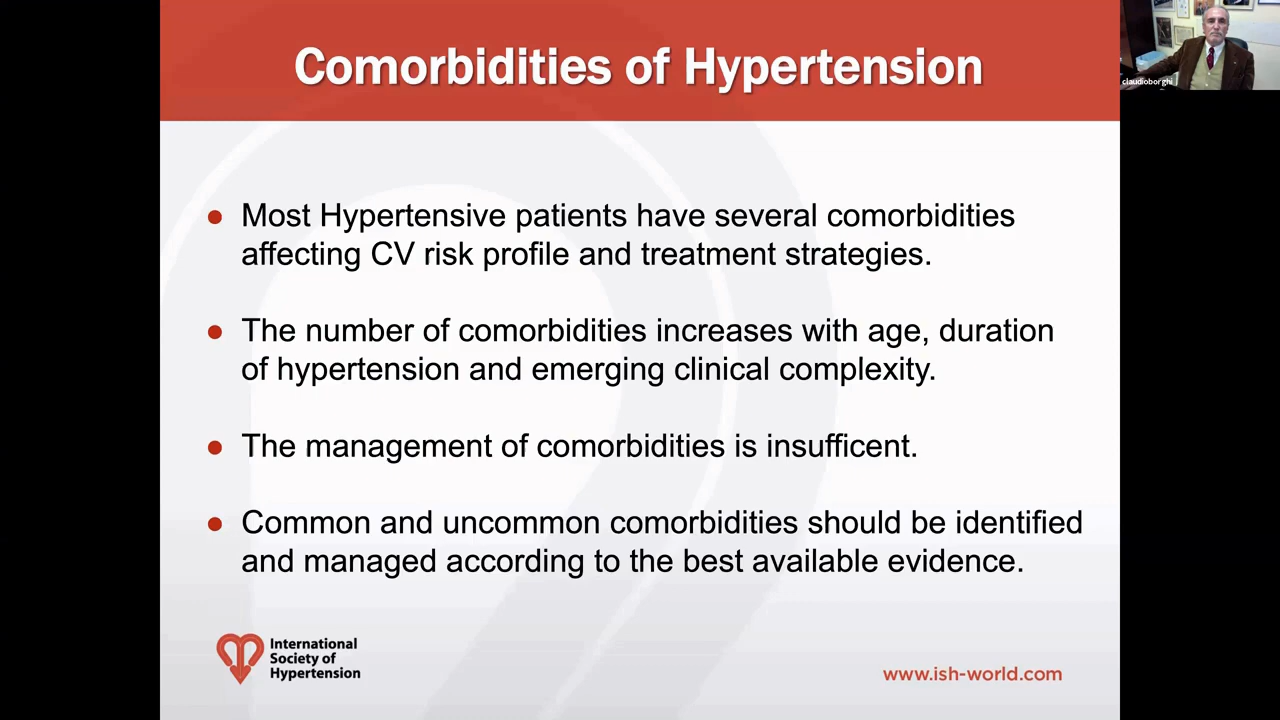 Comorbidities of Hypertension
claudioborghi
● Most Hypertensive patients have several comorbidities
affecting CV risk profile and treatment strategies.
● The number of comorbidities increases with age, duration
of hypertension and emerging clinical complexity.
● The management of comorbidities is insufficent.
● Common and uncommon comorbidities should be identified
and managed according to the best available evidence.
International
Society of
Hypertension
www.ish-world.com